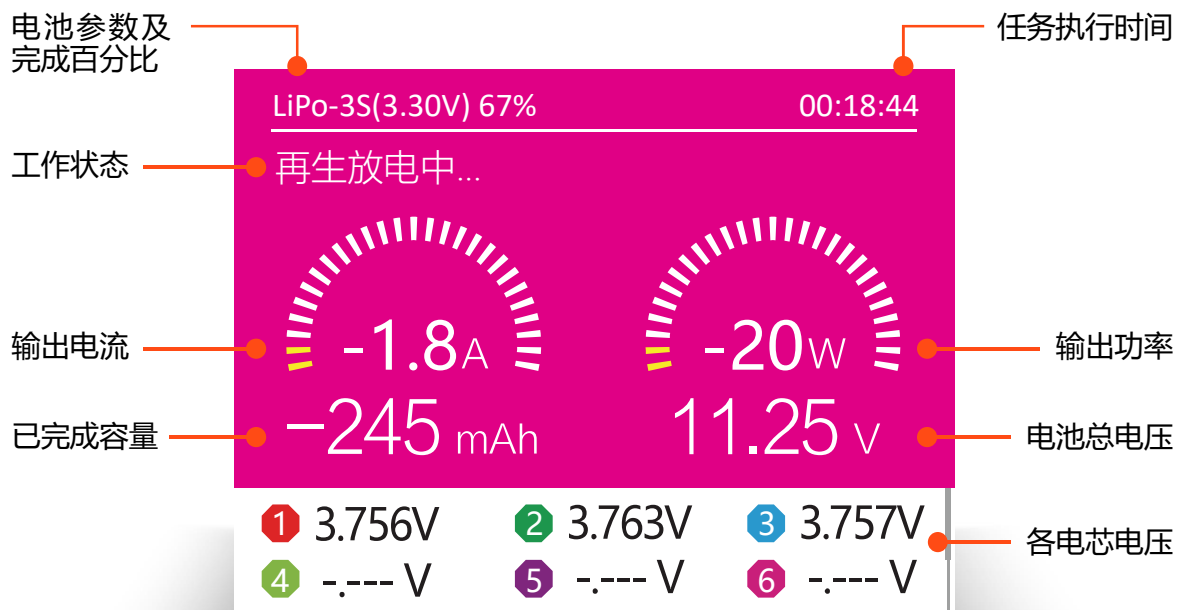 电池参数及
完成百分比
任务执行时间
LiPo-3S(3.30V) 67%
00:18:44
工作状态
再生放电中...
输出电流
-1.8A
-20W
输出功率
已完成容量
-245 mAh
11.25 V
电池总电压
1 3.756V
2 3.763V
3 3.757V
各电芯电压
4 -.--- V
5 -.--- V
6 -.--- V